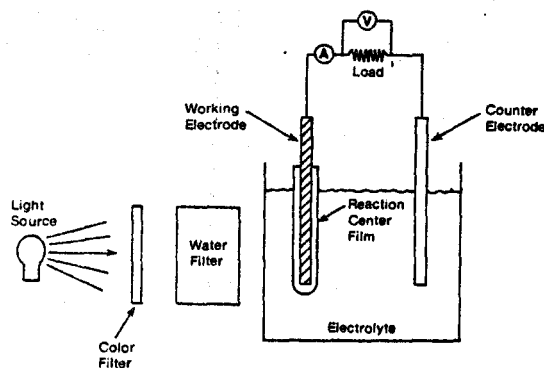 V
A
Load
Working
Electrode
Counter
Electrode
Light
Source
Water
Filter
Reaction
Center
Film
Electrolyte
Color
Filter